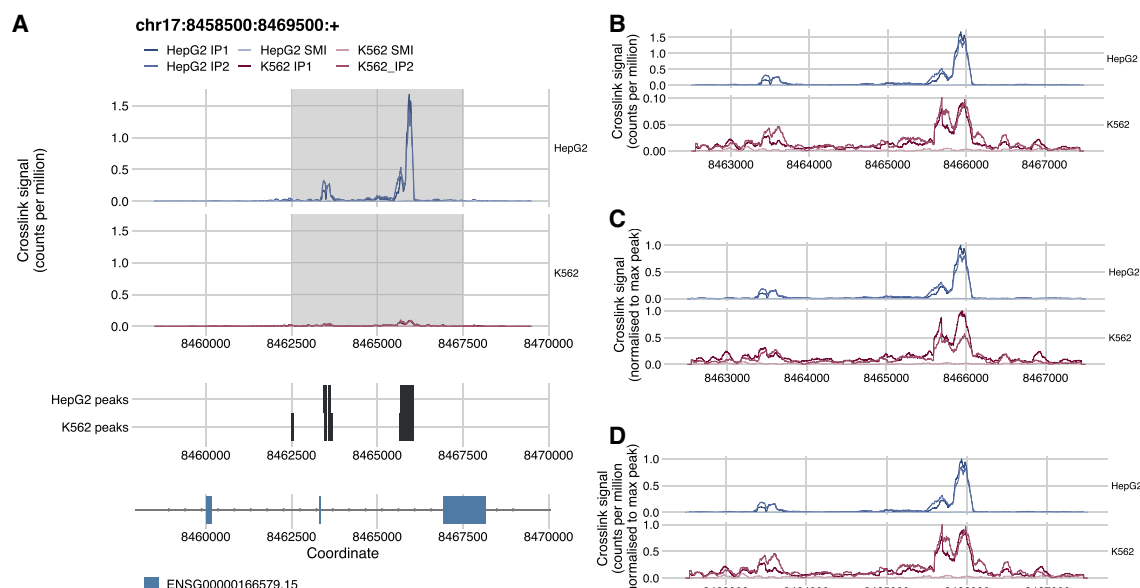 A
chr17:8458500:8469500:+
HepG2 IP1
HepG2 SMI
K562 SMI
HepG2 IP2
K562 IP1
K562_IP2
Crosslink signal
(counts per million)
1.5
1.0
0.5
0.0
HepG2
1.5
1.0
0.5
0.0
K562
8460000 8462500 8465000 8467500 8470000
HepG2 peaks
K562 peaks
8460000 8462500 8465000 8467500 8470000
8460000 8462500 8465000 8467500 8470000
Coordinate
ENSG00000166579.15
B
Crosslink signal
(counts per million)
1.5
1.0
0.5
0.0
HepG2
0.10
0.05
0.00
K562
8463000 8464000 8465000 8466000 8467000
C
Crosslink signal
(normalised to max peak)
1.0
0.5
0.0
HepG2
1.0
0.5
0.0
K562
8463000 8464000 8465000 8466000 8467000
D
Crosslink signal
(counts per million
normalised to max peak)
1.0
0.5
0.0
HepG2
1.0
0.5
0.0
K562